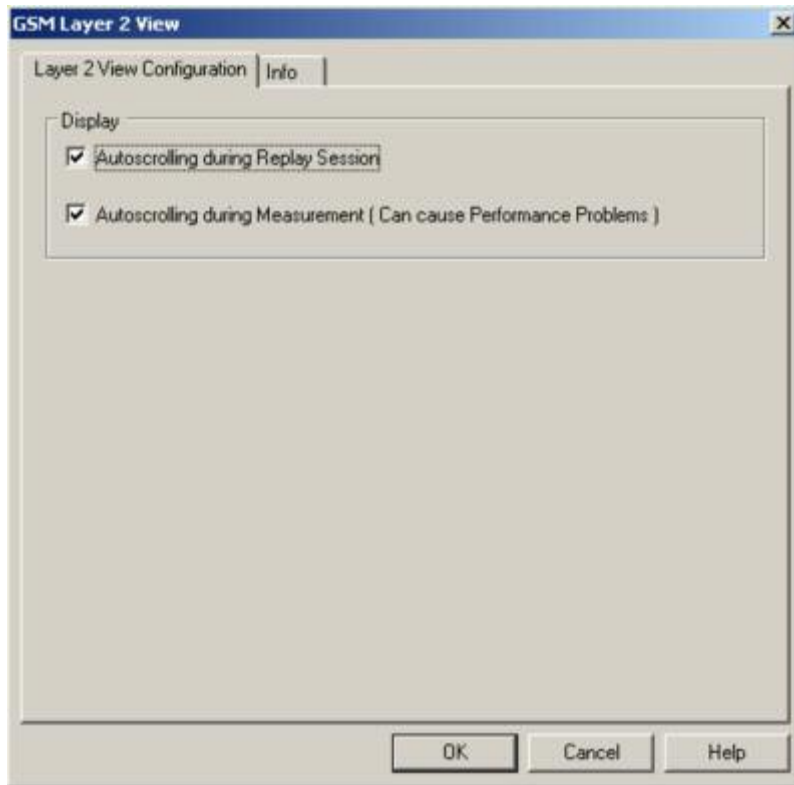 GSM Layer 2 View
Layer 2 View Configuration Info
Display
Autoscrolling during Replay Session
Autoscrolling during Measurement ( Can cause Performance Problems )
OK Cancel Help